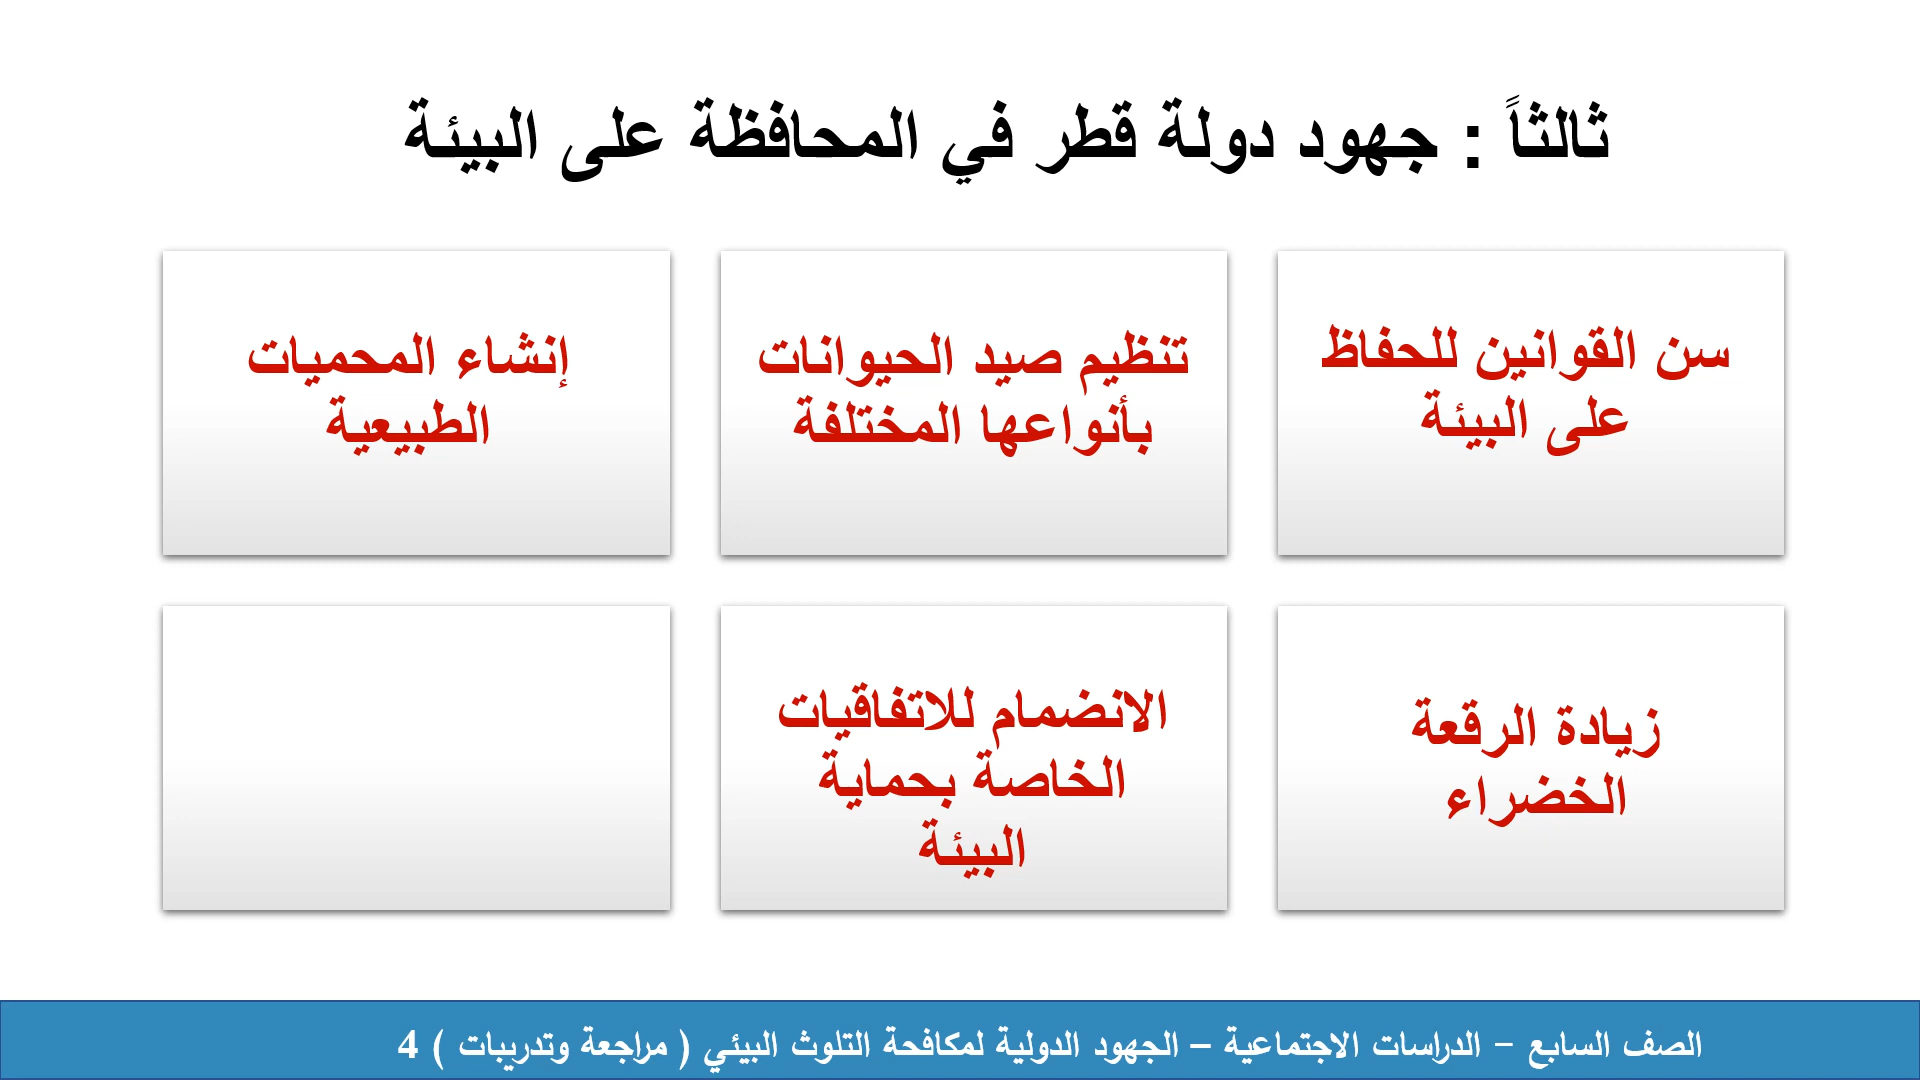 ثالثاً : جهود دولة قطر في المحافظة على البيئة
سن القوانين للحفاظ
على البيئة
تنظيم صيد الحيوانات
بأنواعها المختلفة
إنشاء المحميات
الطبيعية
زيادة الرقعة
الخضراء
الانضمام للاتفاقيات
الخاصة بحماية
البيئة
الصف السابع – الدراسات الاجتماعية – الجهود الدولية لمكافحة التلوث البيئي ( مراجعة وتدريبات ) 4